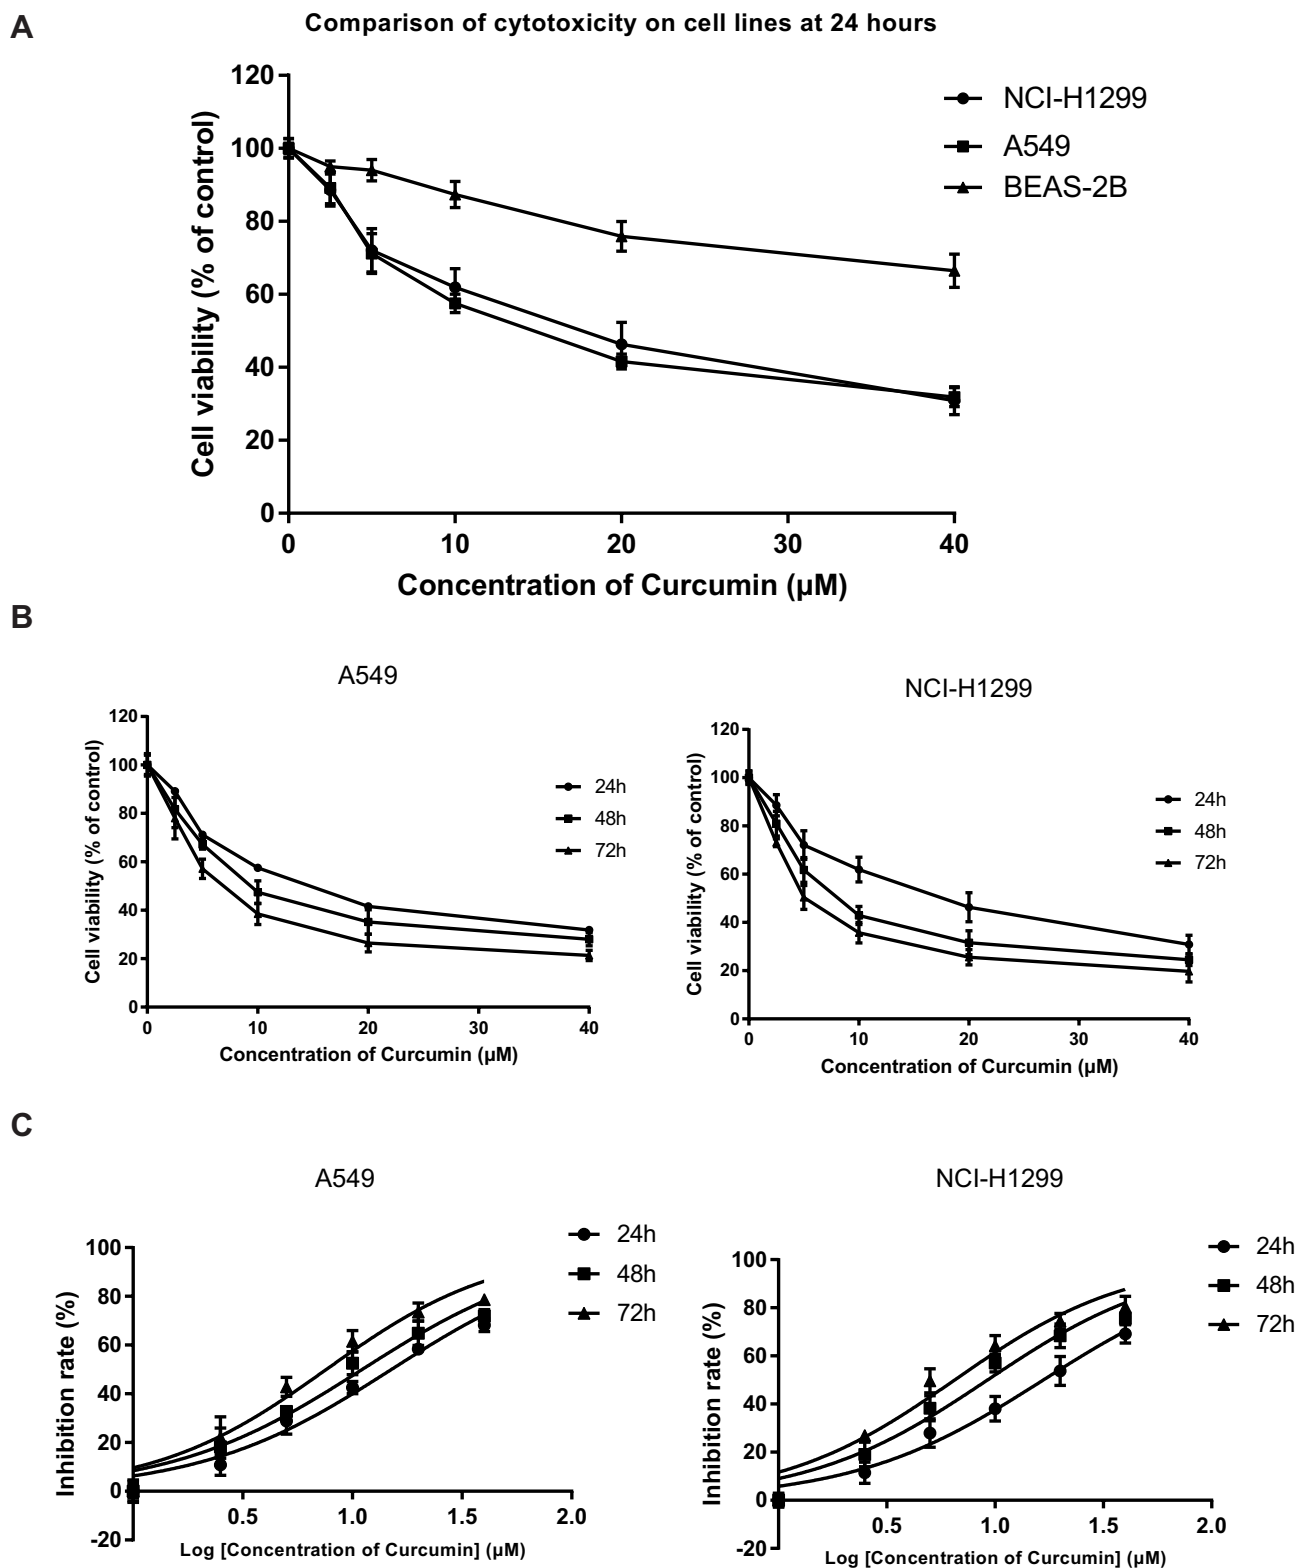 A
Comparison of cytotoxicity on cell lines at 24 hours
120
100
80
60
40
20
0
Cell viability (% of control)
NCI-H1299
A549
BEAS-2B
0 10 20 30 40
Concentration of Curcumin (µM)
B
A549
120
100
80
60
40
20
0
Cell viability (% of control)
24h
48h
72h
0 10 20 30 40
Concentration of Curcumin (µM)
NCI-H1299
120
100
80
60
40
20
0
Cell viability (% of control)
24h
48h
72h
0 10 20 30 40
Concentration of Curcumin (µM)
C
A549
100
80
60
40
20
0
-20
Inhibition rate (%)
24h
48h
72h
0.5 1.0 1.5 2.0
Log [Concentration of Curcumin] (µM)
NCI-H1299
100
80
60
40
20
0
-20
Inhibition rate (%)
24h
48h
72h
0.5 1.0 1.5 2.0
Log [Concentration of Curcumin] (µM)